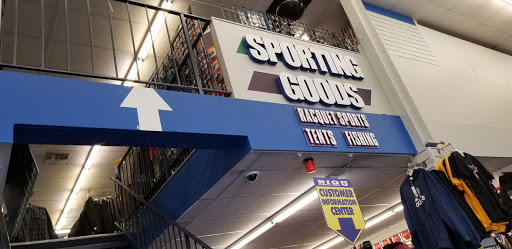 SPORTING
GOODS
RACQUET SPORTS
TENTS FISHING
BIG 5
CUSTOMER
INFORMATION
CENTER